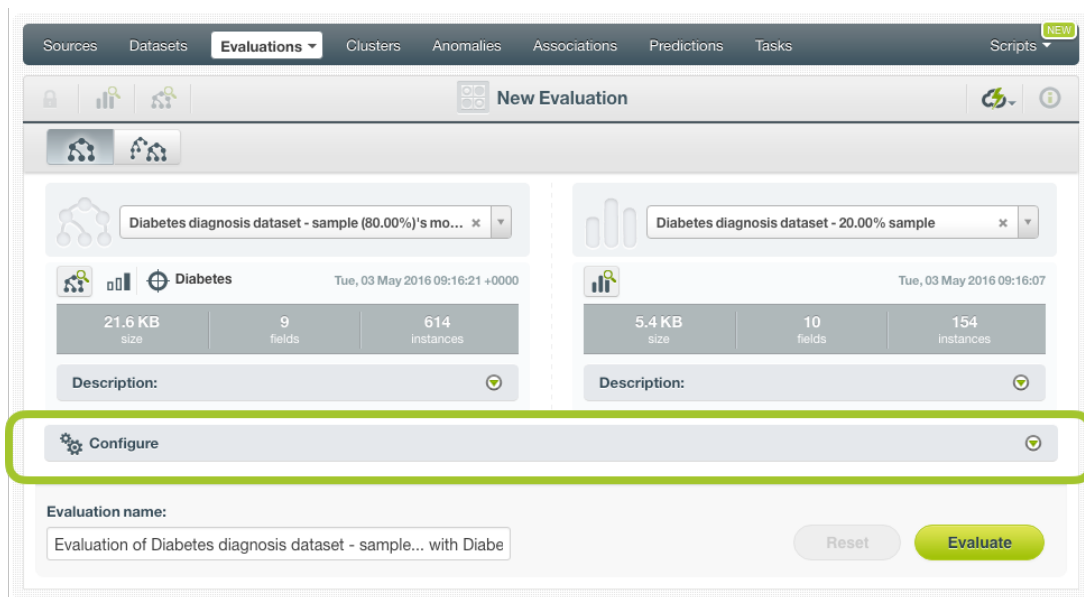 Sources Datasets Evaluations Clusters Anomalies Associations Predictions Tasks Scripts NEW
New Evaluation
Diabetes diagnosis dataset - sample (80.00%)'s mo... Diabetes diagnosis dataset - 20.00% sample
Diabetes Tue, 03 May 2016 09:16:21 +0000 Tue, 03 May 2016 09:16:07
21.6 KB 9 614 5.4 KB 10 154
size fields instances size fields instances
Description: Description:
Configure
Evaluation name:
Evaluation of Diabetes diagnosis dataset - sample... with Diabe Reset Evaluate